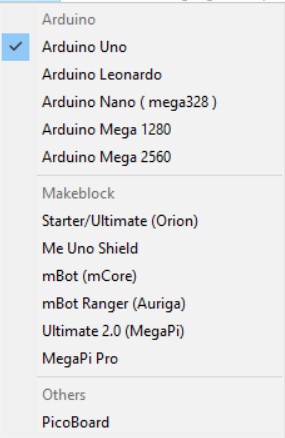 Arduino
Arduino Uno
Arduino Leonardo
Arduino Nano ( mega328 )
Arduino Mega 1280
Arduino Mega 2560
Makeblock
Starter/Ultimate (Orion)
Me Uno Shield
mBot (mCore)
mBot Ranger (Auriga)
Ultimate 2.0 (MegaPi)
MegaPi Pro
Others
PicoBoard